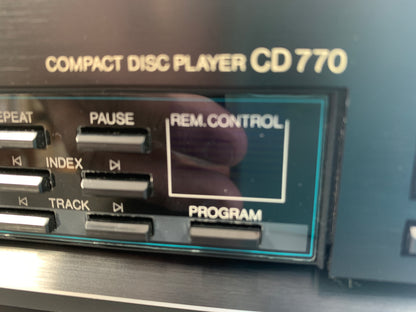 COMPACT DISC PLAYER CD 770
EPEAT PAUSE REM. CONTROL
INDEX
TRACK
PROGRAM